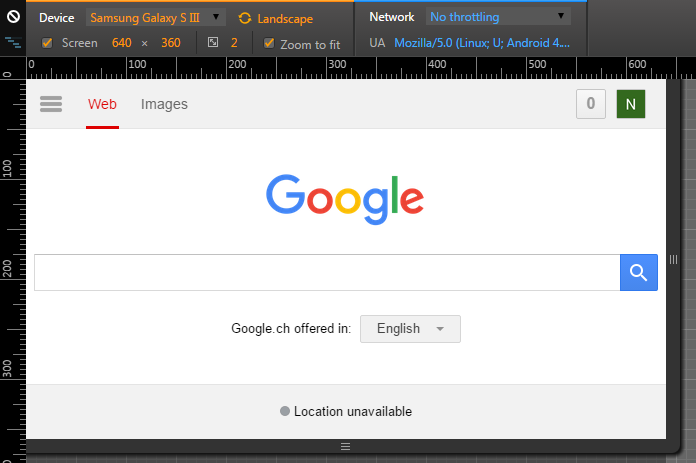 Device Samsung Galaxy S III Landscape Network No throttling
Screen 640 × 360 2 Zoom to fit UA Mozilla/5.0 (Linux; U; Android 4....
0 100 200 300 400 500 600
0
Web Images 0 N
100
Google
200
Google.ch offered in: English
300
Location unavailable